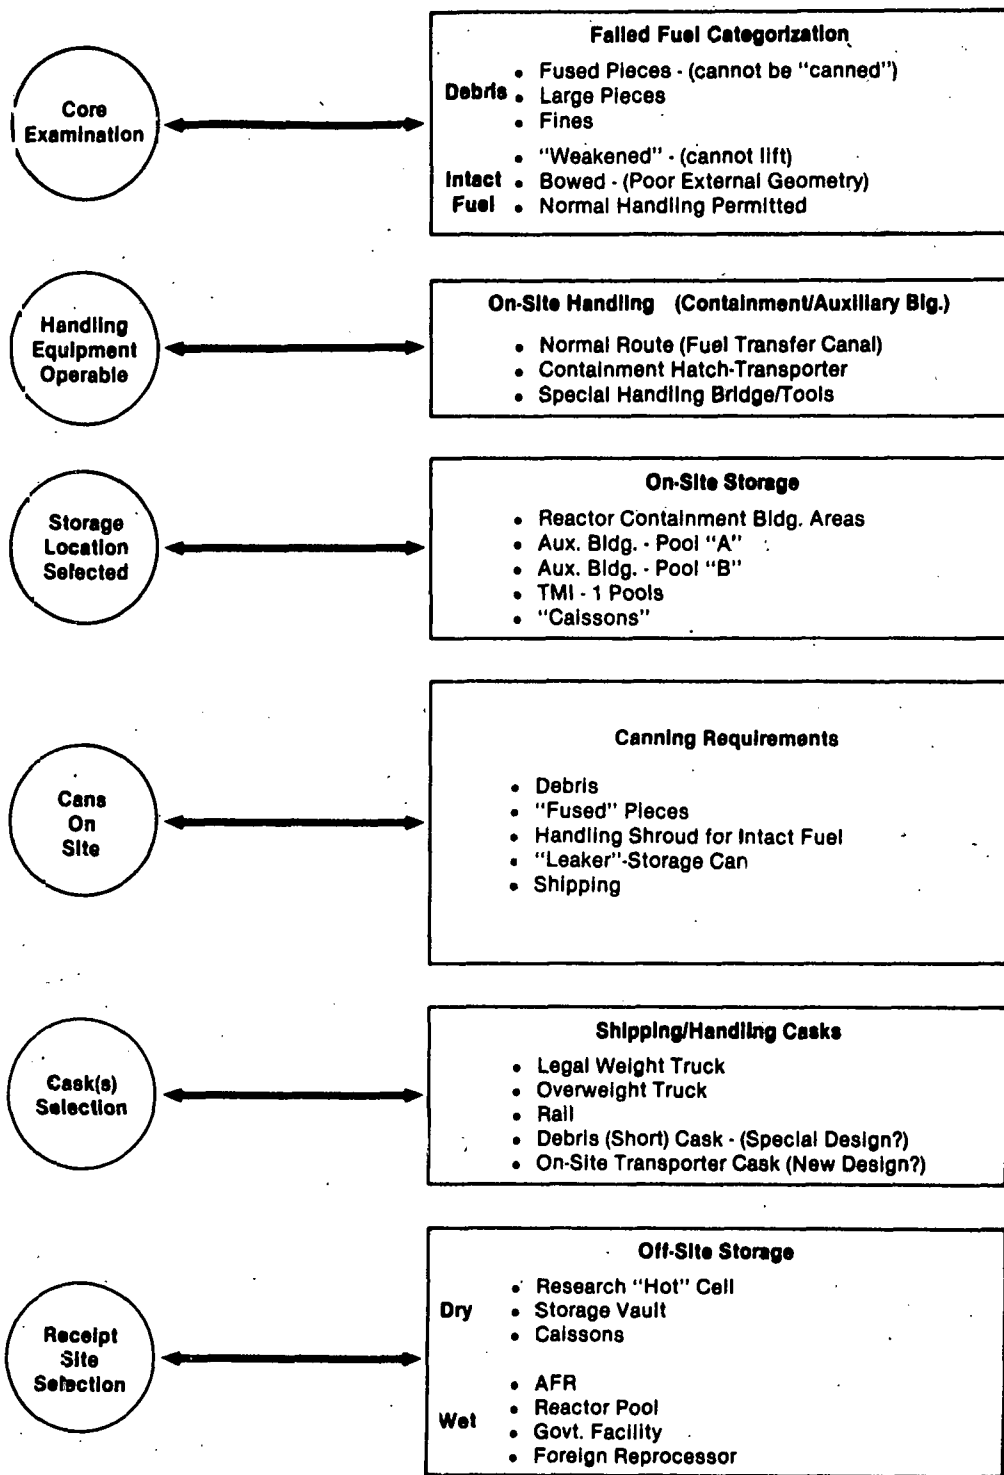 Failed Fuel Categorization
Core
Examination
Debris
• Fused Pieces - (cannot be "canned")
• Large Pieces
• Fines
Intact
Fuel
• "Weakened" - (cannot lift)
• Bowed - (Poor External Geometry)
• Normal Handling Permitted
Handling
Equipment
Operable
On-Site Handling (Containment/Auxiliary Blg.)
• Normal Route (Fuel Transfer Canal)
• Containment Hatch-Transporter
• Special Handling Bridge/Tools
Storage
Location
Selected
On-Site Storage
• Reactor Containment Bldg. Areas
• Aux. Bldg. - Pool "A"
• Aux. Bldg. - Pool "B"
• TMI - 1 Pools
• "Caissons"
Cans
On
Site
Canning Requirements
• Debris
• "Fused" Pieces
• Handling Shroud for Intact Fuel
• "Leaker"-Storage Can
• Shipping
Cask(s)
Selection
Shipping/Handling Casks
• Legal Weight Truck
• Overweight Truck
• Rail
• Debris (Short) Cask - (Special Design?)
• On-Site Transporter Cask (New Design?)
Receipt
Site
Selection
Off-Site Storage
Dry
• Research "Hot" Cell
• Storage Vault
• Caissons
Wet
• AFR
• Reactor Pool
• Govt. Facility
• Foreign Reprocessor